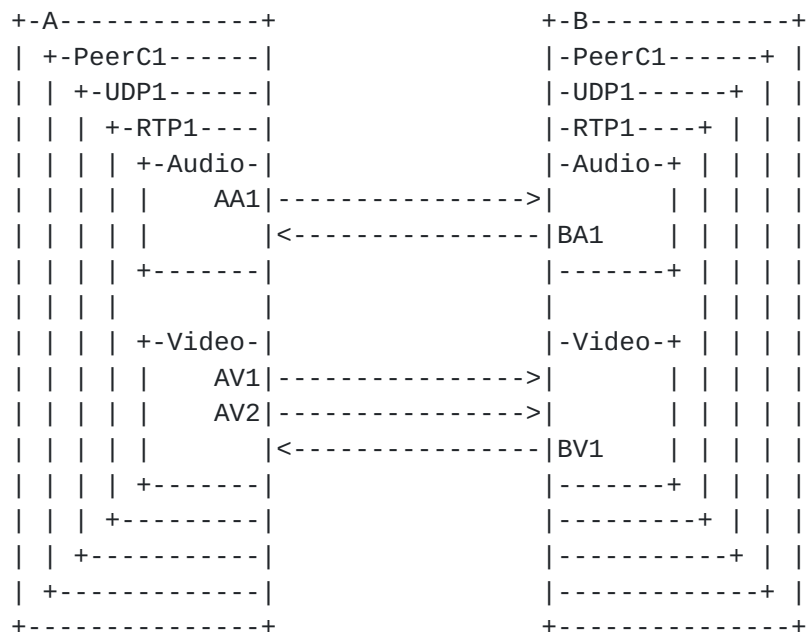 +-A-------------+                 +-B-------------+
| +-PeerC1------|                 |-PeerC1------+ |
| | +-UDP1------|                 |-UDP1------+ | |
| | | +-RTP1----|                 |-RTP1----+ | | |
| | | | +-Audio-|                 |-Audio-+ | | | |
| | | | |    AA1|---------------->|       | | | | |
| | | | |       |<----------------|BA1    | | | | |
| | | | +-------|                 |-------+ | | | |
| | | |         |                 |         | | | |
| | | | +-Video-|                 |-Video-+ | | | |
| | | | |    AV1|---------------->|       | | | | |
| | | | |    AV2|---------------->|       | | | | |
| | | | |       |<----------------|BV1    | | | | |
| | | | +-------|                 |-------+ | | | |
| | | +---------|                 |---------+ | | |
| | +-----------|                 |-----------+ | |
| +-------------|                 |-------------+ |
+---------------+                 +---------------+